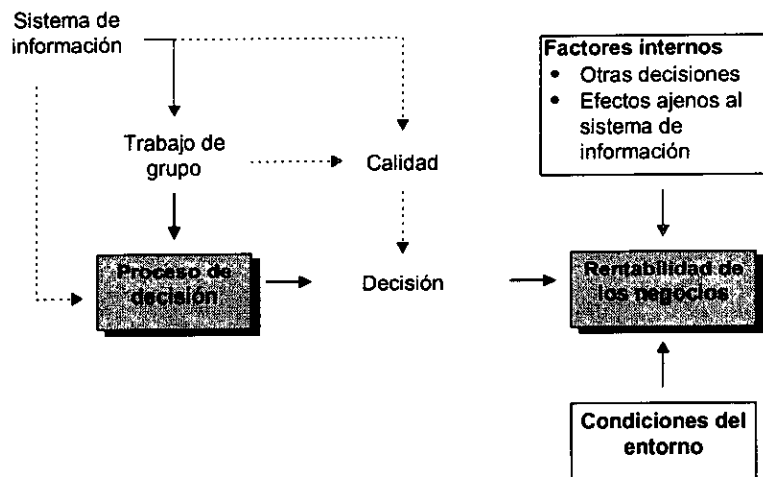 Sistema de
información
Factores internos
• Otras decisiones
• Efectos ajenos al
sistema de
información
Trabajo de
grupo
Calidad
Proceso de
decisión
Decisión
Rentabilidad de
los negocios
Condiciones del
entorno